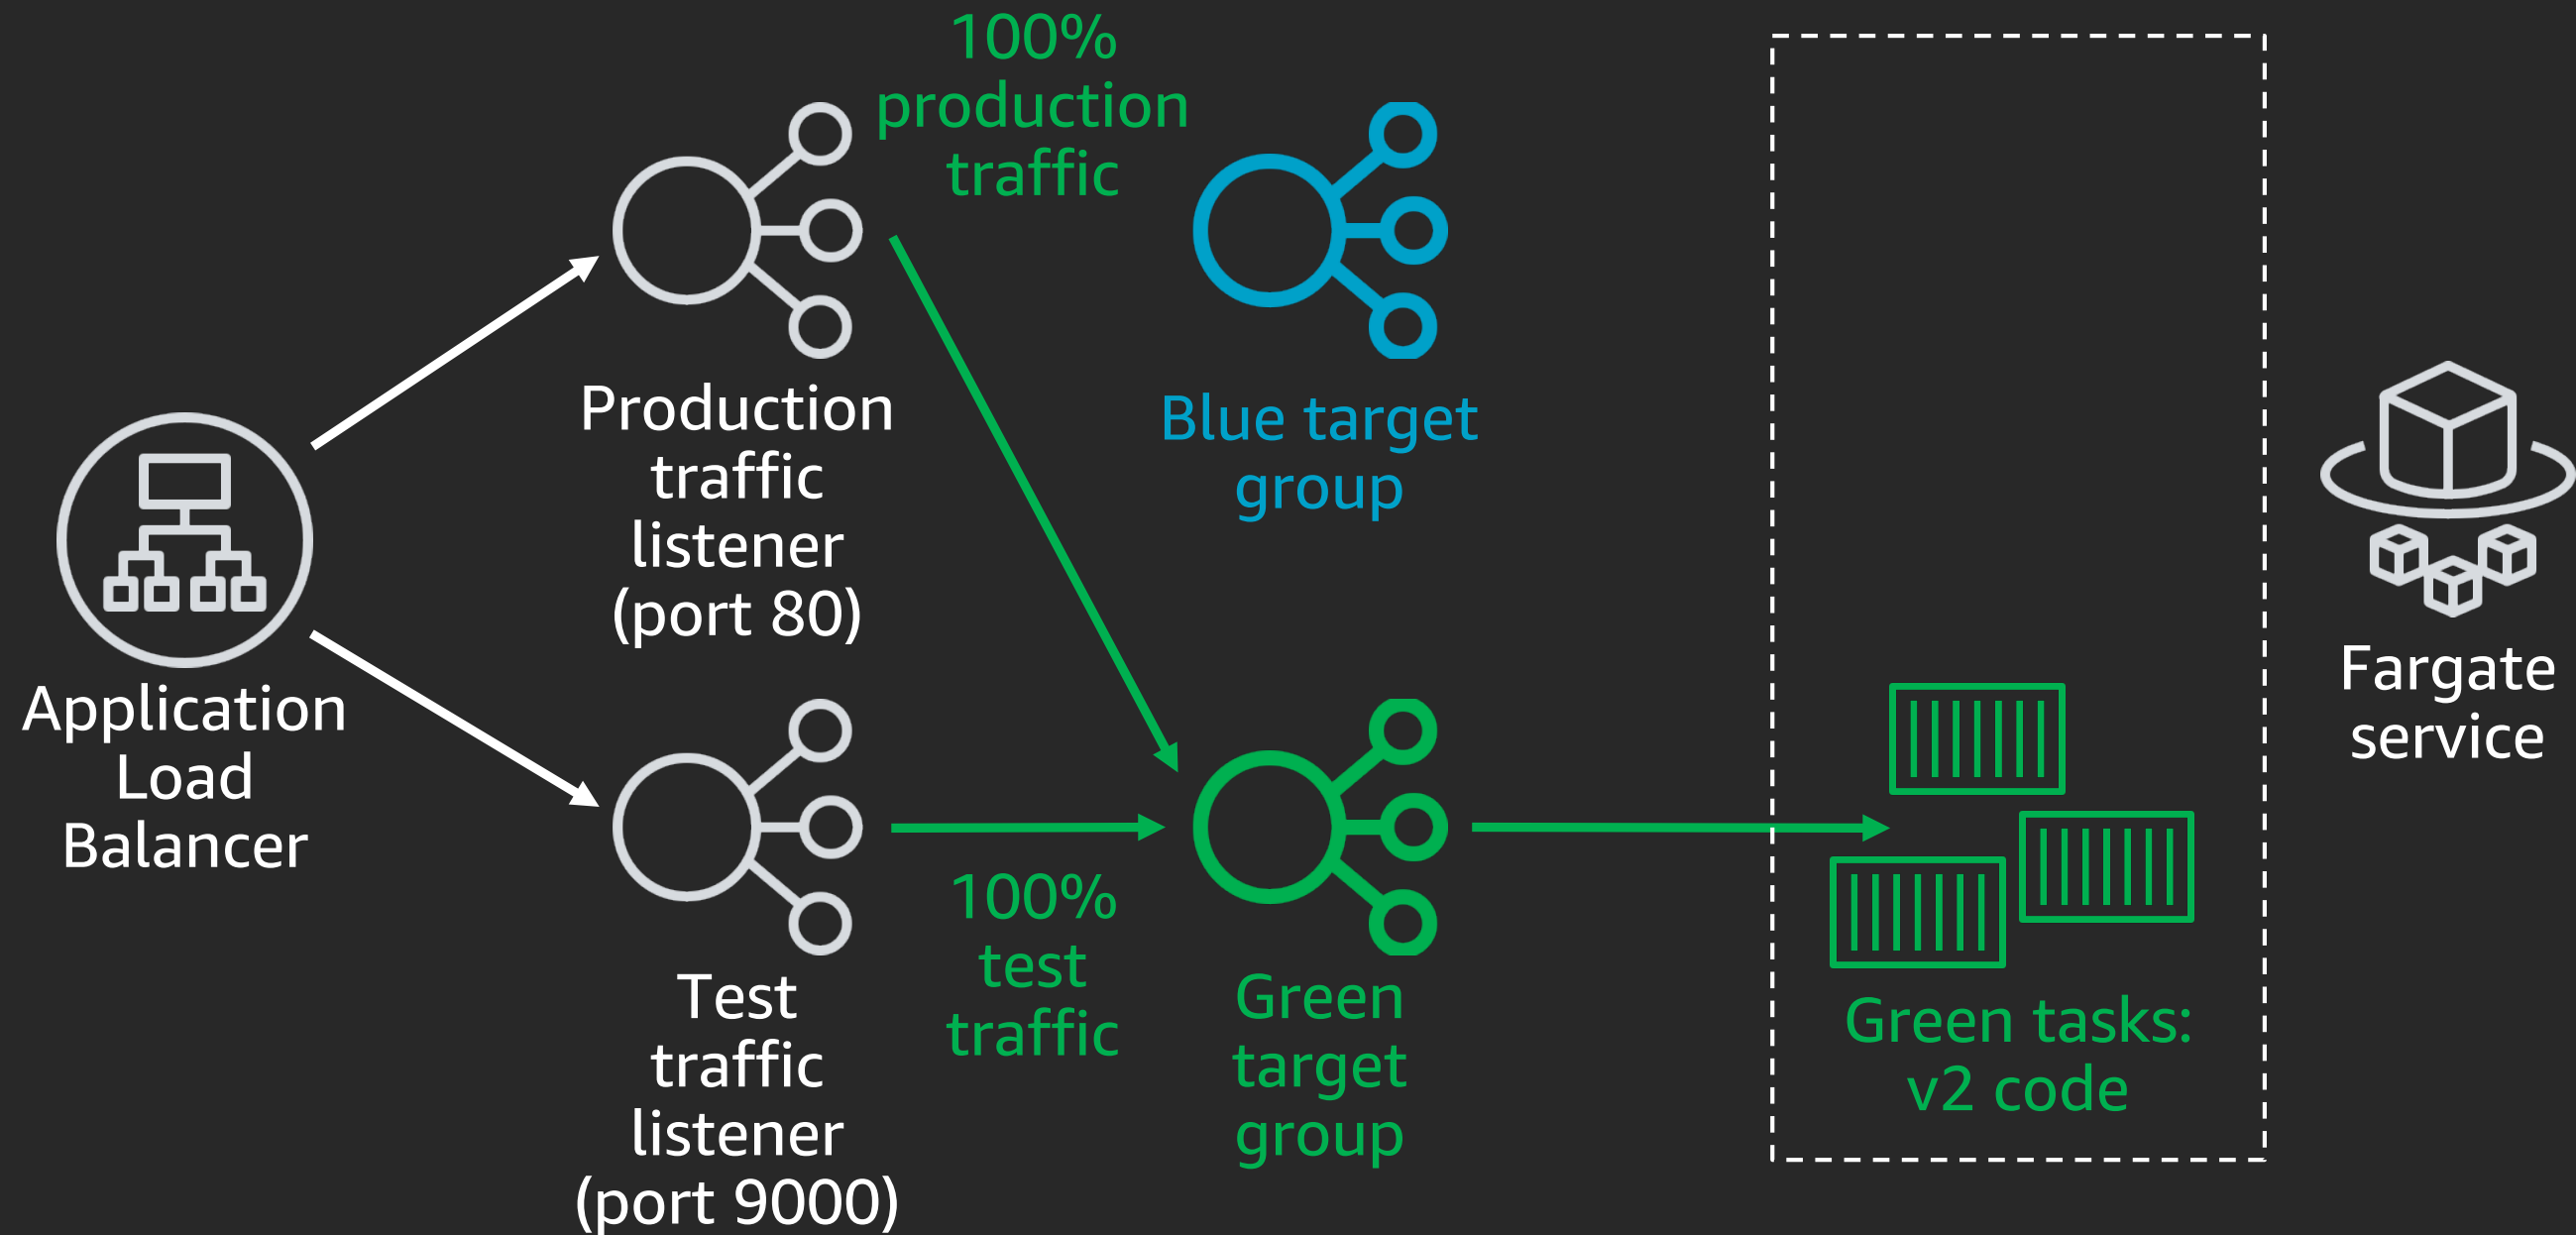 Application
Load
Balancer
Production
traffic
listener
(port 80)
Test
traffic
listener
(port 9000)
100%
production
traffic
100%
test
traffic
Blue target
group
Green
target
group
Green tasks:
v2 code
Fargate
service